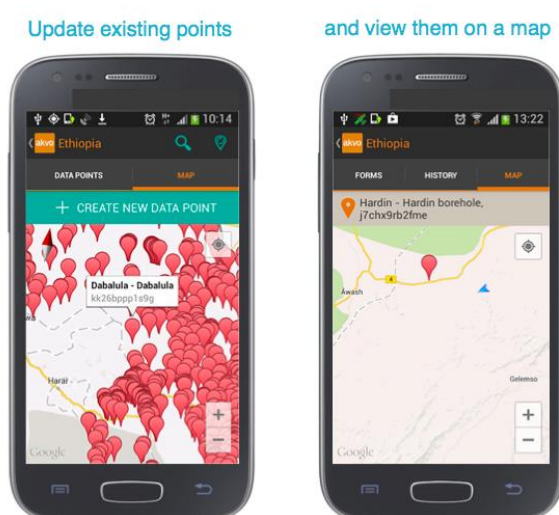 Update existing points
and view them on a map
10:14
akvo Ethiopia
DATA POINTS
MAP
+ CREATE NEW DATA POINT
Dabalula - Dabalula
kk26bppp1s9g
Harar
Google
+
−
13:22
akvo Ethiopia
FORMS
HISTORY
MAP
Hardin - Hardin borehole,
j7chx9rb2fme
4
Awash
Gelemso
Google
+
−